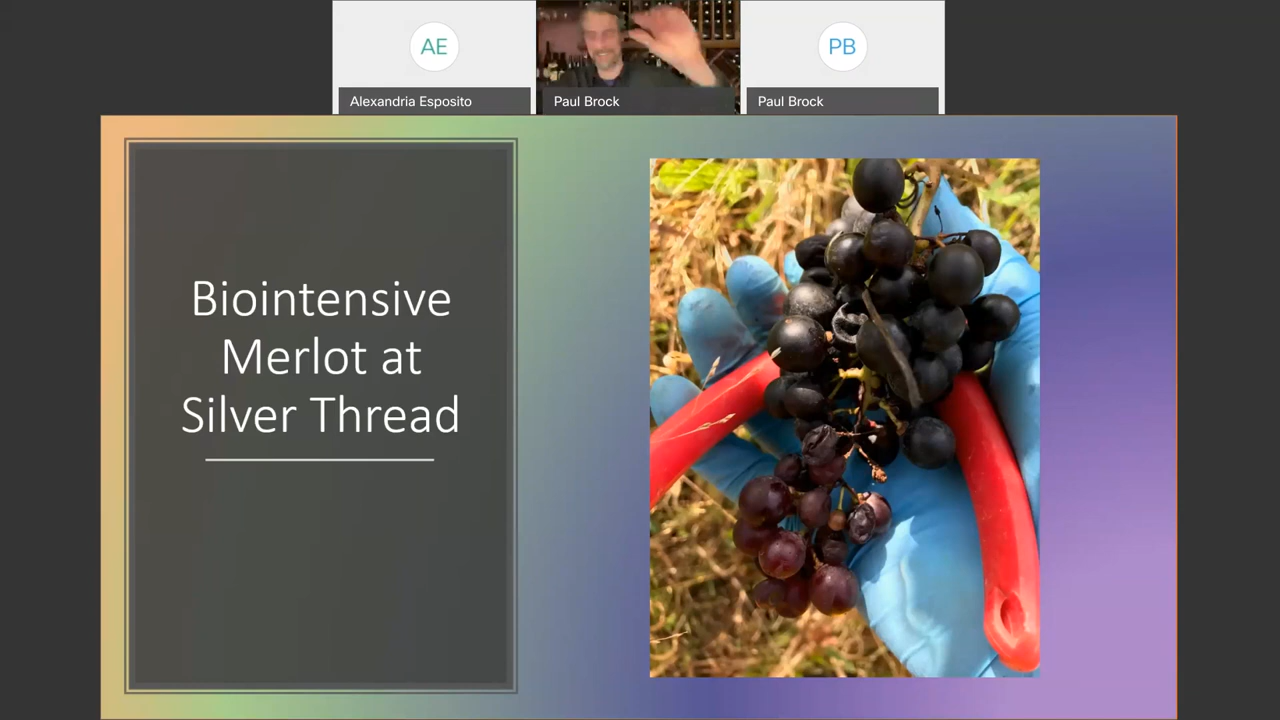 AE
PB
Alexandria Esposito
Paul Brock
Paul Brock
Biointensive
Merlot at
Silver Thread